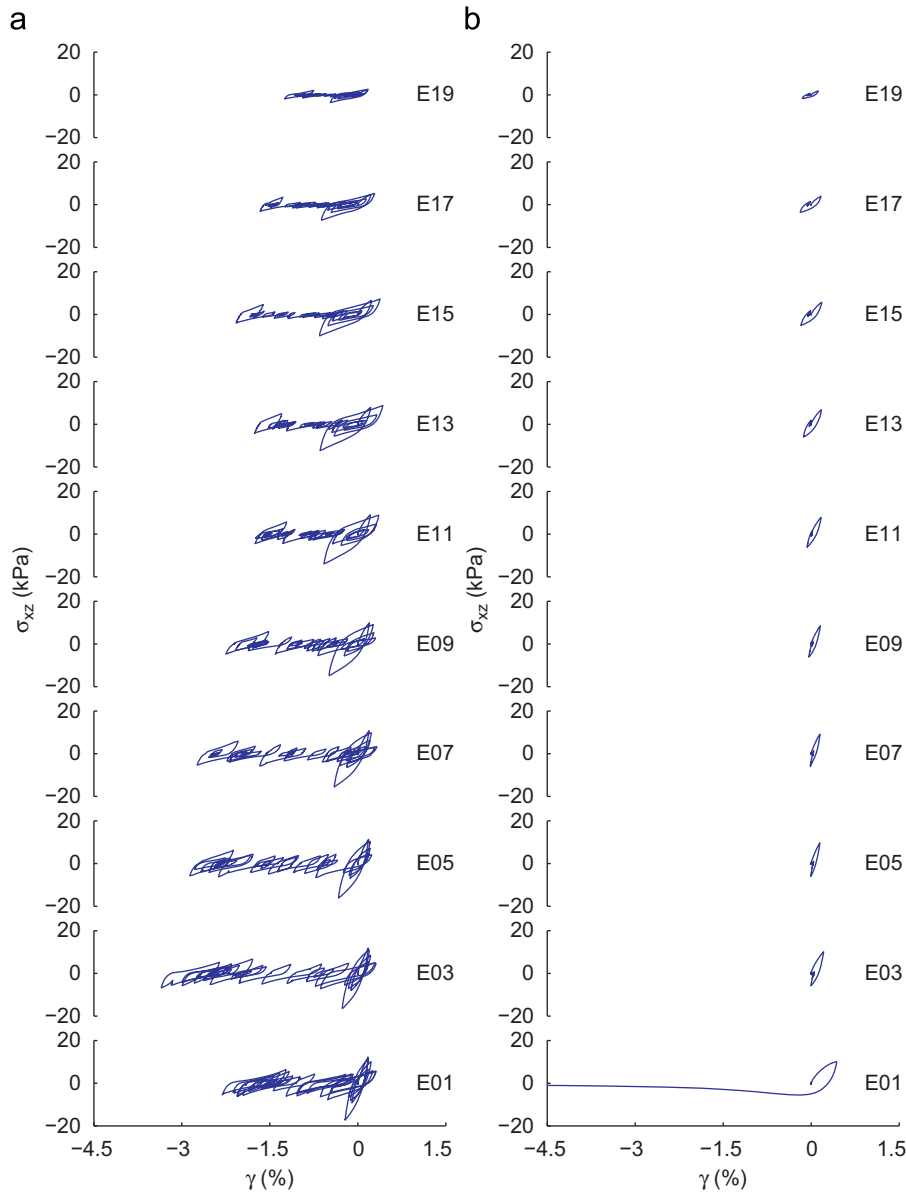 a b
20 20
0 E19 0 E19
−20 −20
20 20
0 E17 0 E17
−20 −20
20 20
0 E15 0 E15
−20 −20
20 20
0 E13 0 E13
−20 −20
20 20
0 E11 0 E11
−20 −20
σxz (kPa) σxz (kPa)
20 20
0 E09 0 E09
−20 −20
20 20
0 E07 0 E07
−20 −20
20 20
0 E05 0 E05
−20 −20
20 20
0 E03 0 E03
−20 −20
20 20
0 E01 0 E01
−20 −20
−4.5 −3 −1.5 0 1.5 −4.5 −3 −1.5 0 1.5
γ (%) γ (%)